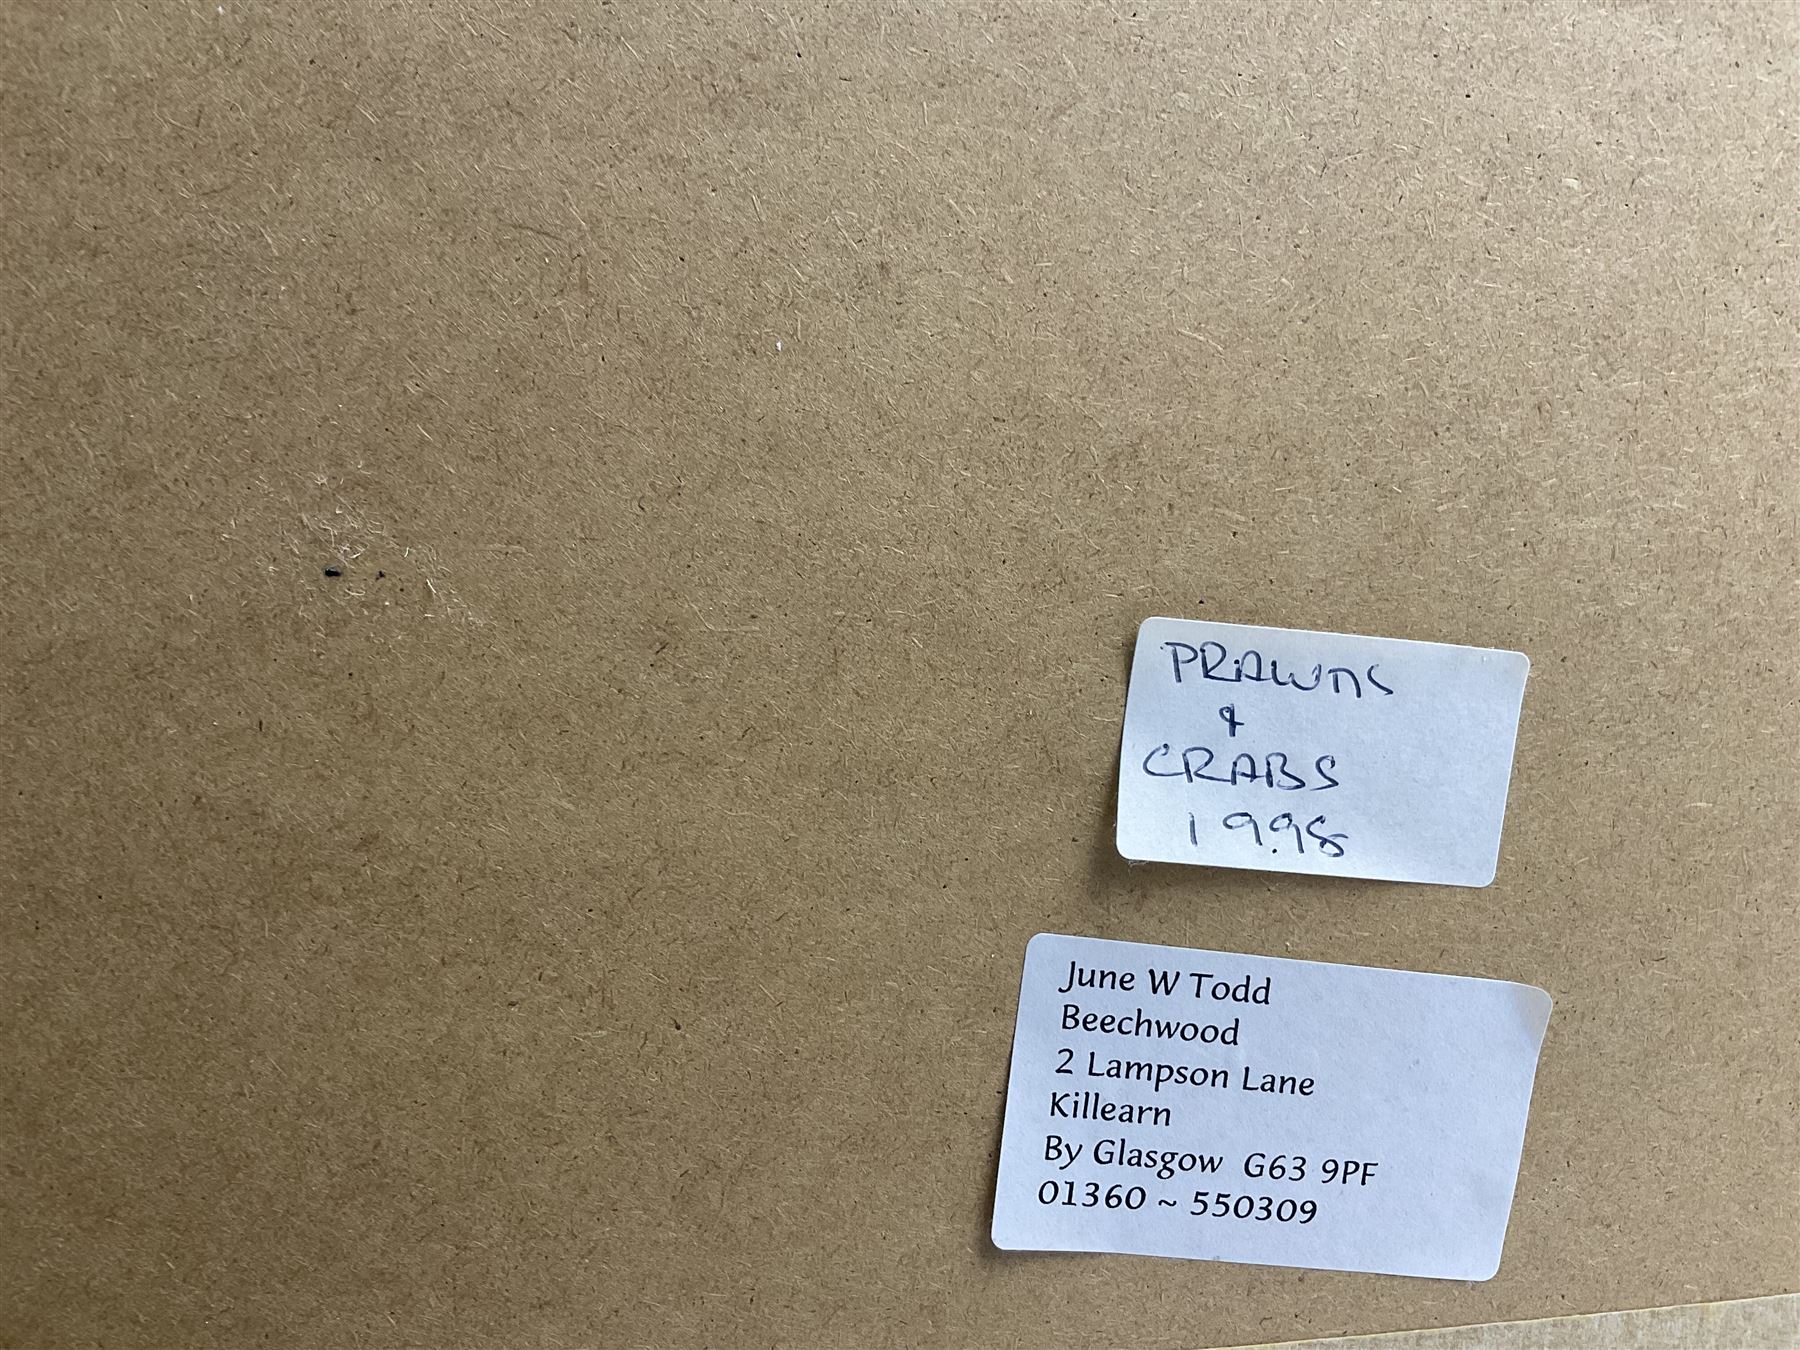 PRAWNS
&
CRABS
1998
June W Todd
Beechwood
2 Lampson Lane
Killearn
By Glasgow G63 9PF
01360 ~ 550309